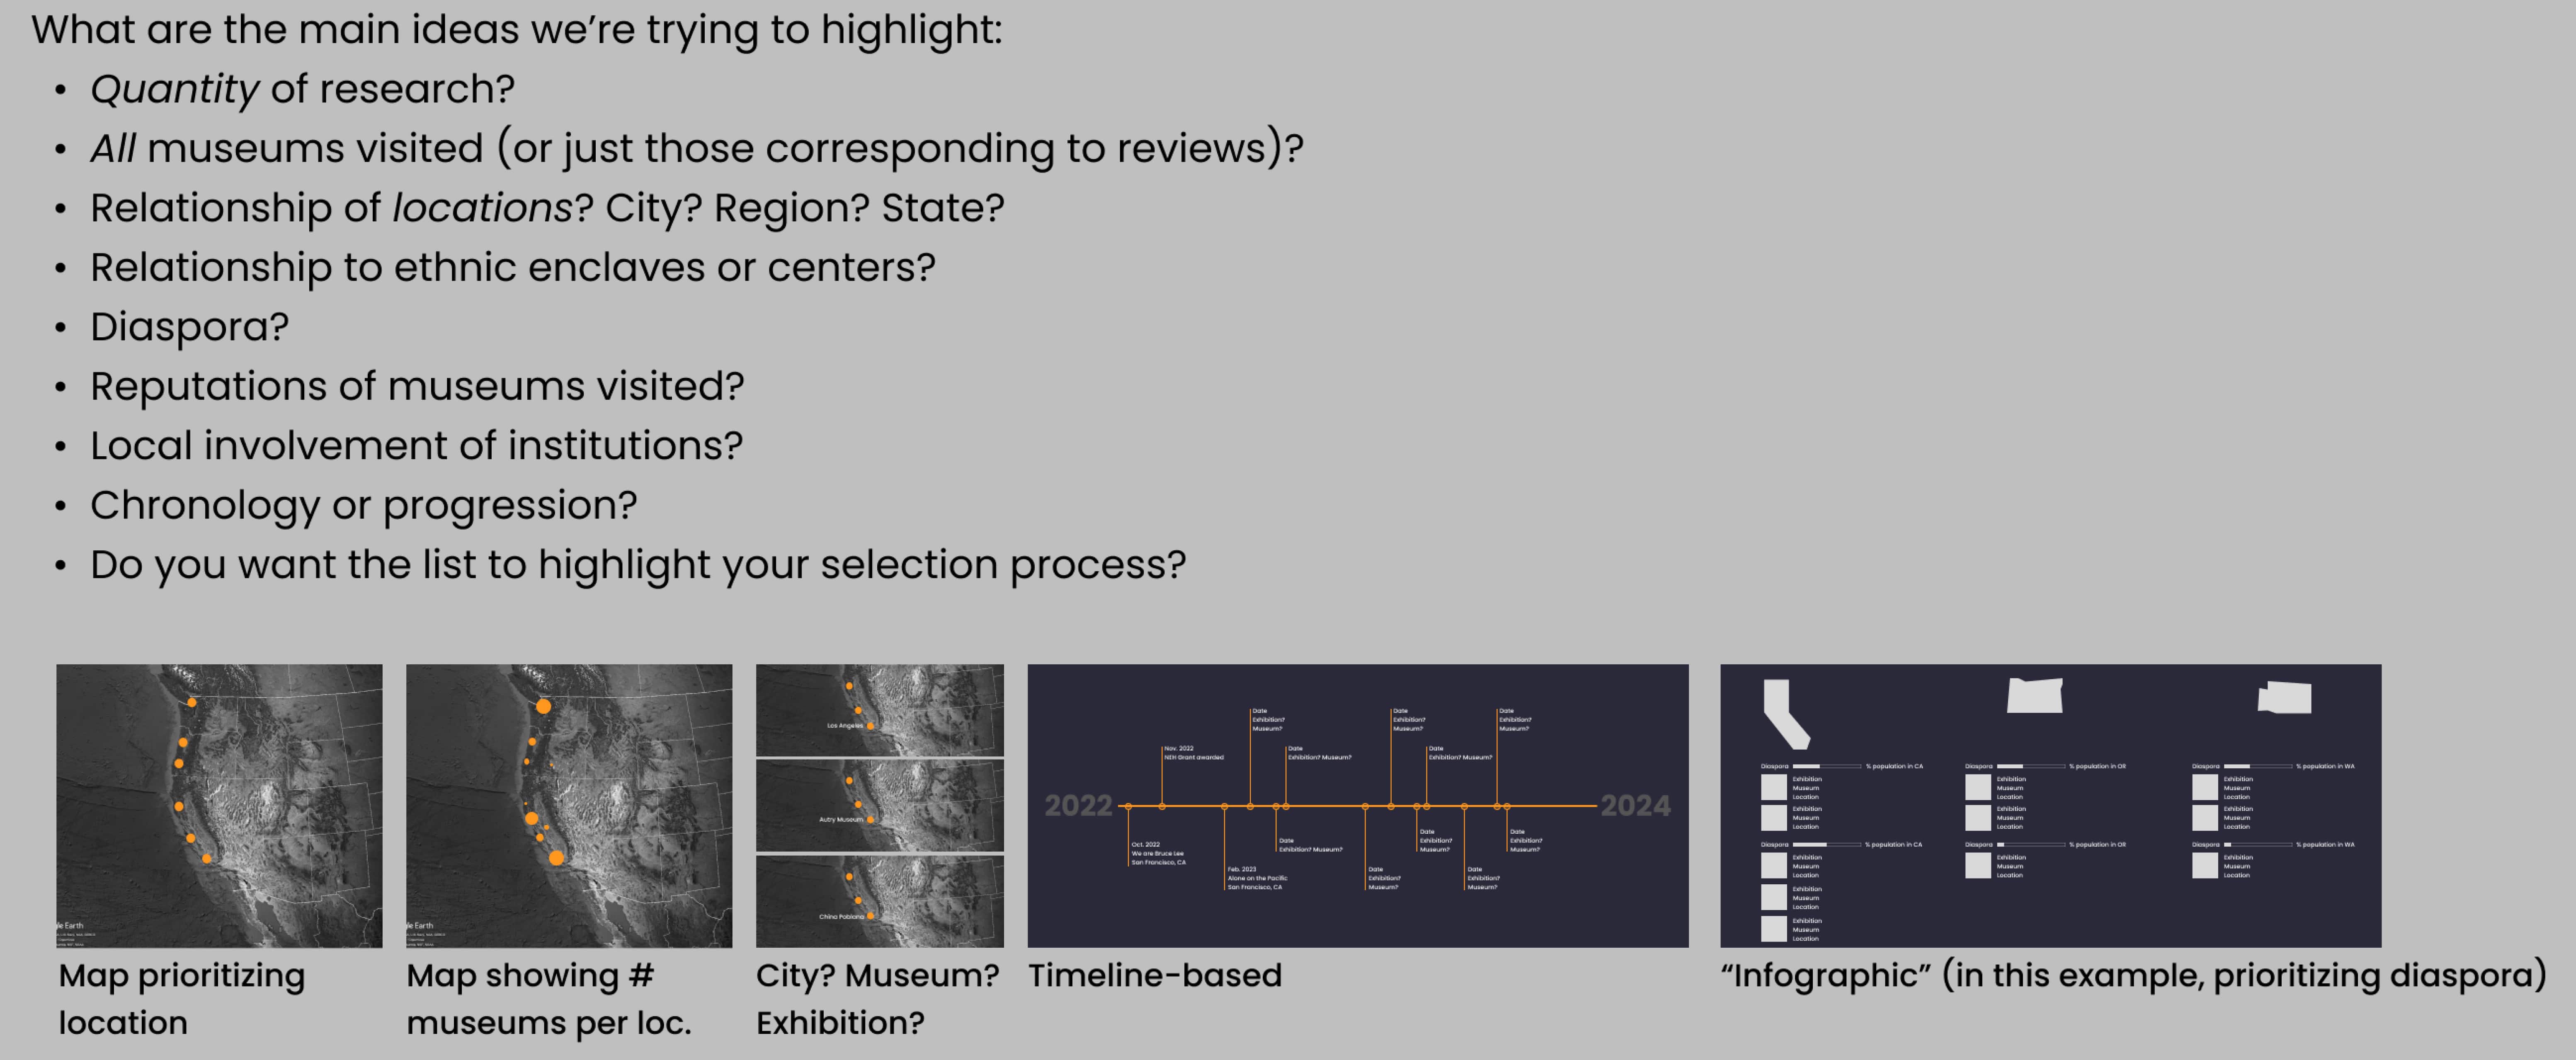 What are the main ideas we’re trying to highlight:
• Quantity of research?
• All museums visited (or just those corresponding to reviews)?
• Relationship of locations? City? Region? State?
• Relationship to ethnic enclaves or centers?
• Diaspora?
• Reputations of museums visited?
• Local involvement of institutions?
• Chronology or progression?
• Do you want the list to highlight your selection process?
le Earth
Map prioritizing
location
le Earth
Map showing #
museums per loc.
Los Angeles
Autry Museum
China Poblana
City? Museum?
Exhibition?
2022
2024
Oct. 2022
We are Bruce Lee
San Francisco, CA
Nov. 2022
NEH Grant awarded
Feb. 2023
Alone on the Pacific
San Francisco, CA
Date
Exhibition?
Museum?
Date
Exhibition? Museum?
Date
Exhibition? Museum?
Date
Exhibition?
Museum?
Date
Exhibition?
Museum?
Date
Exhibition?
Museum?
Date
Exhibition? Museum?
Date
Exhibition?
Museum?
Date
Exhibition?
Museum?
Date
Exhibition?
Museum?
Timeline-based
Diaspora % population in CA
Exhibition
Museum
Location
Exhibition
Museum
Location
Diaspora % population in CA
Exhibition
Museum
Location
Exhibition
Museum
Location
Exhibition
Museum
Location
Diaspora % population in OR
Exhibition
Museum
Location
Exhibition
Museum
Location
Diaspora % population in OR
Exhibition
Museum
Location
Diaspora % population in WA
Exhibition
Museum
Location
Exhibition
Museum
Location
Diaspora % population in WA
Exhibition
Museum
Location
“Infographic” (in this example, prioritizing diaspora)